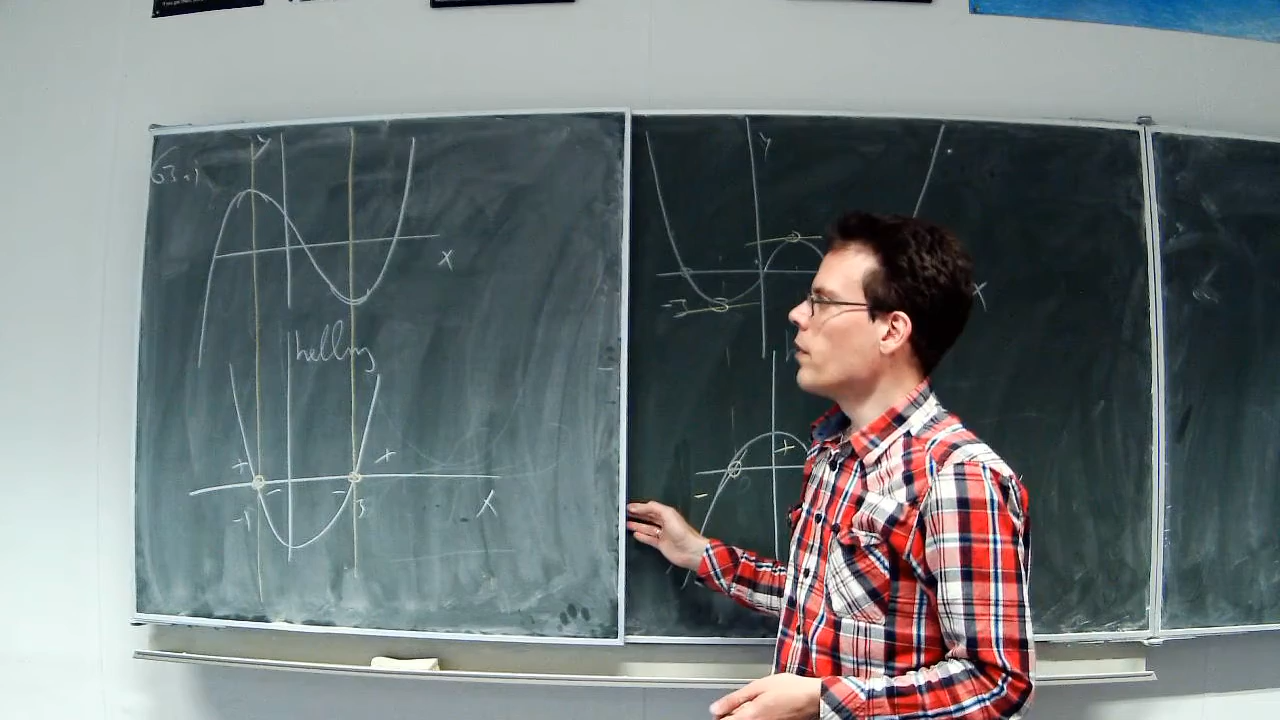 63.1
y
x
helling
+
+
-
-
-1
3
x
y
x
+
-